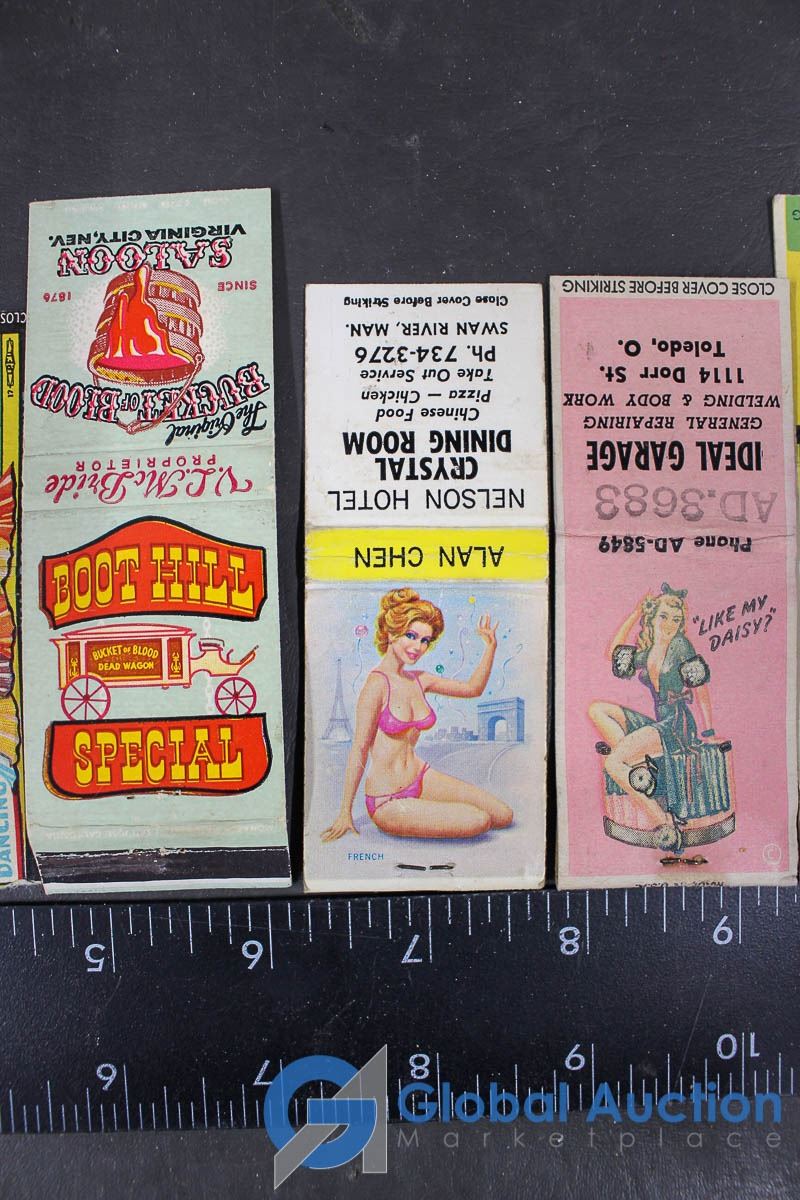 DANCING
CLOS
SALOON
VIRGINIA CITY, NEV.
SINCE 1876
The Original
BUCKET OF BLOOD
V.L. McBride
PROPRIETOR
BOOT HILL
BUCKET OF BLOOD
DEAD WAGON
SPECIAL
ALAN CHEN
NELSON HOTEL
CRYSTAL
DINING ROOM
Chinese Food
Pizza — Chicken
Take Out Service
Ph. 734-3276
SWAN RIVER, MAN.
Close Cover Before Striking
FRENCH
Phone AD-5849
AD.3683
IDEAL GARAGE
GENERAL REPAIRING
WELDING & BODY WORK
1114 Dorr St.
Toledo, O.
CLOSE COVER BEFORE STRIKING
"LIKE MY
DAISY?"
©
5 6 7 8 9
6 7 8 9 10
Global Auction
Marketplace